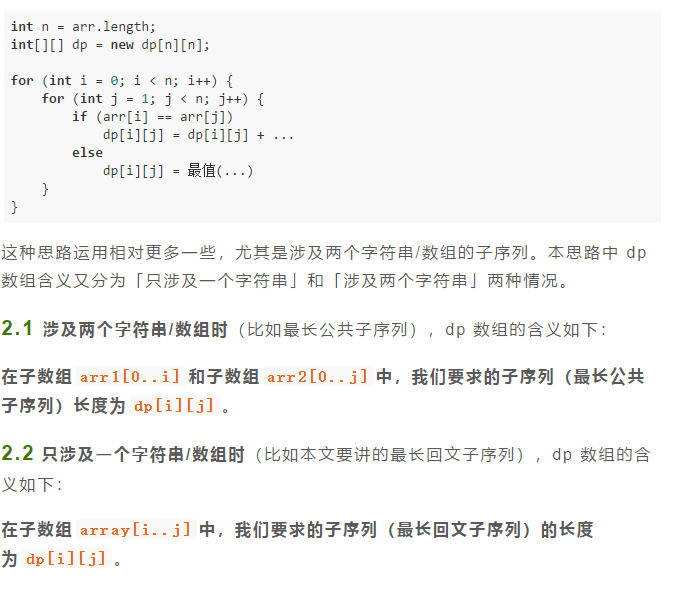 int n = arr.length;
int[][] dp = new dp[n][n];
for (int i = 0; i < n; i++) {
    for (int j = 1; j < n; j++) {
        if (arr[i] == arr[j])
            dp[i][j] = dp[i][j] + ...
        else
            dp[i][j] = 最值(...)
    }
}
这种思路运用相对更多一些，尤其是涉及两个字符串/数组的子序列。本思路中 dp
数组含义又分为「只涉及一个字符串」和「涉及两个字符串」两种情况。
2.1 涉及两个字符串/数组时（比如最长公共子序列），dp 数组的含义如下：
在子数组 arr1[0..i] 和子数组 arr2[0..j] 中，我们要求的子序列（最长公共
子序列）长度为 dp[i][j] 。
2.2 只涉及一个字符串/数组时（比如本文要讲的最长回文子序列），dp 数组的含
义如下：
在子数组 array[i..j] 中，我们要求的子序列（最长回文子序列）的长度
为 dp[i][j] 。